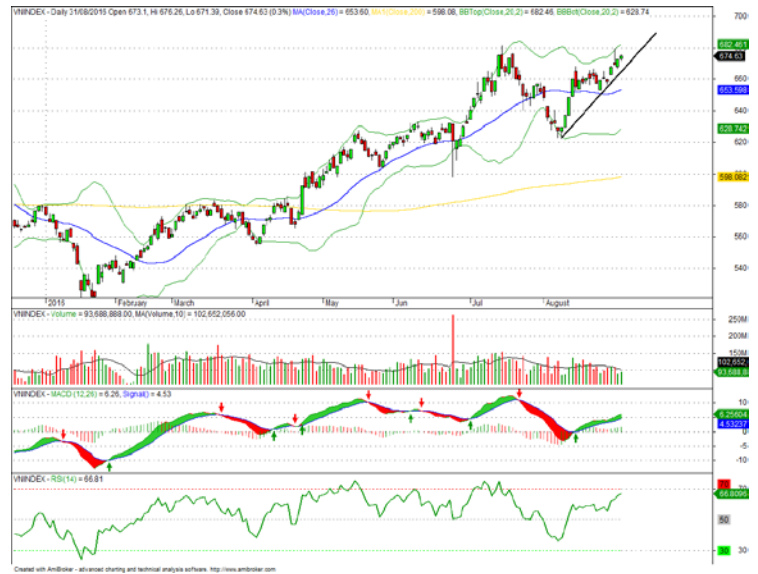 VNINDEX - Daily 31/08/2015 Open 673.1, Hi 676.26, Lo 671.39, Close 674.63 (0.3%) MA(Close,25) = 653.60, MA1(Close,200) = 598.08, BBTop(Close,20,2) = 682.46, BBBot(Close,20,2) = 628.74
700
682.461
674.63
660
653.598
640
628.742
620
598.082
580
560
540
2016 February March April May Jun Jul August
VNINDEX - Volume = 93,688,888.00, MA(Volume,10) = 102,652,056.00
250M
200M
150M
102,652,
93,688,8
VNINDEX - MACD (12,26) = 6.26, Signal() = 4.53
10
6.25604
4.53237
0
-5
-10
VNINDEX - RSI(14) = 66.81
70
66.8096
50
30 30
Created with AmiBroker - advanced charting and technical analysis software. http://www.amibroker.com